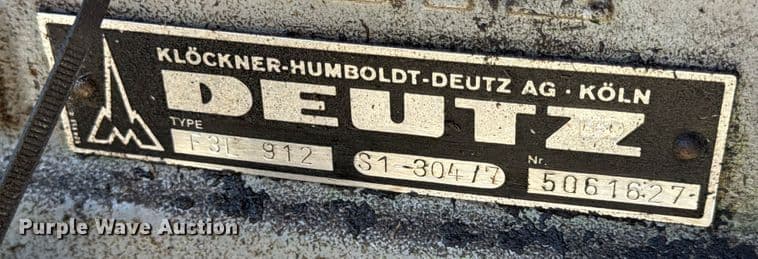 KLÖCKNER-HUMBOLDT-DEUTZ AG · KÖLN
DEUTZ
TYPE F3L 912 S1-304/7 Nr. 5061627
Purple Wave Auction